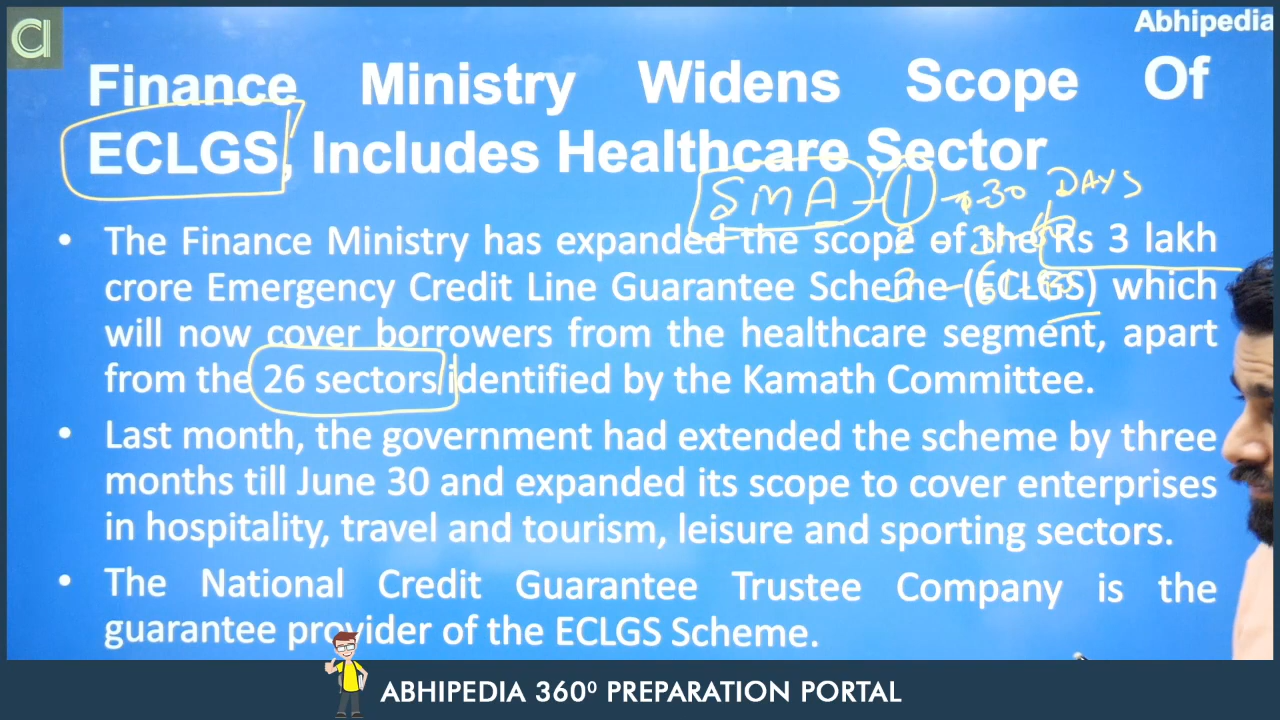 Abhipedia
Finance Ministry Widens Scope Of
ECLGS, Includes Healthcare Sector
SMA - 1 → 30 DAYS
• The Finance Ministry has expanded the scope of the Rs 3 lakh
crore Emergency Credit Line Guarantee Scheme (ECLGS) which
will now cover borrowers from the healthcare segment, apart
from the 26 sectors identified by the Kamath Committee.
• Last month, the government had extended the scheme by three
months till June 30 and expanded its scope to cover enterprises
in hospitality, travel and tourism, leisure and sporting sectors.
• The National Credit Guarantee Trustee Company is the
guarantee provider of the ECLGS Scheme.
ABHIPEDIA 360⁰ PREPARATION PORTAL